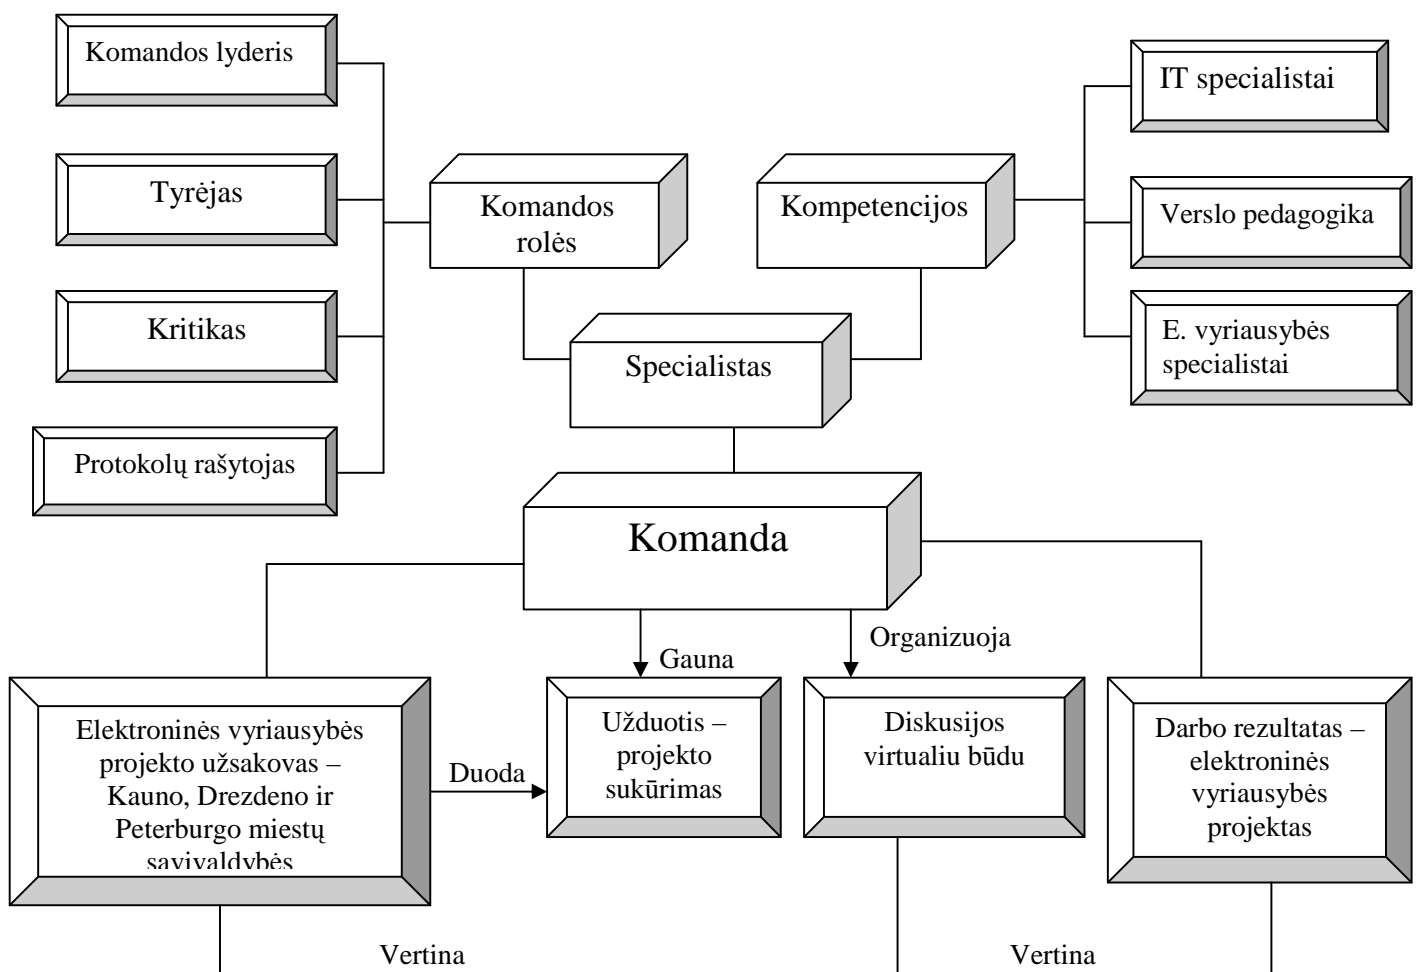 Komandos lyderis
IT specialistai
Tyrėjas
Komandos
rolės
Kompetencijos
Verslo pedagogika
Kritikas
E. vyriausybės
specialistai
Specialistas
Protokolų rašytojas
Komanda
Gauna
Organizuoja
Elektroninės vyriausybės
projekto užsakovas –
Kauno, Drezdeno ir
Peterburgo miestų
savivaldybės
Duoda
Užduotis –
projekto
sukūrimas
Diskusijos
virtualiu būdu
Darbo rezultatas –
elektroninės
vyriausybės
projektas
Vertina
Vertina